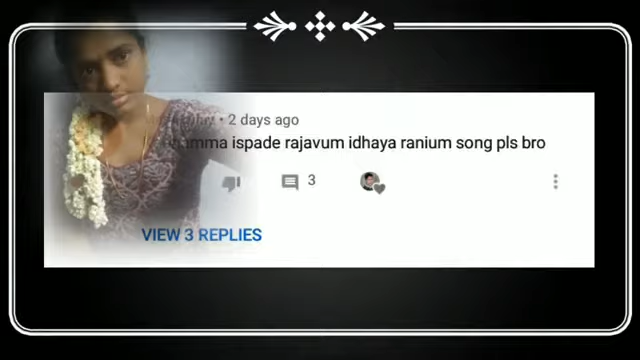 • 2 days ago
ispade rajavum idhaya ranium song pls bro
3
VIEW 3 REPLIES